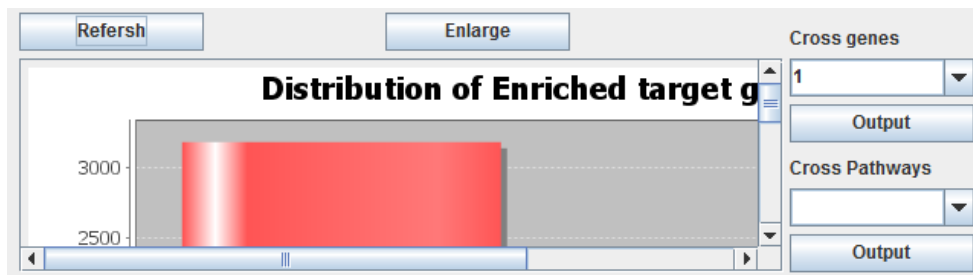 Refersh
Enlarge
Distribution of Enriched target g
3000
2500
Cross genes
1
Output
Cross Pathways
Output